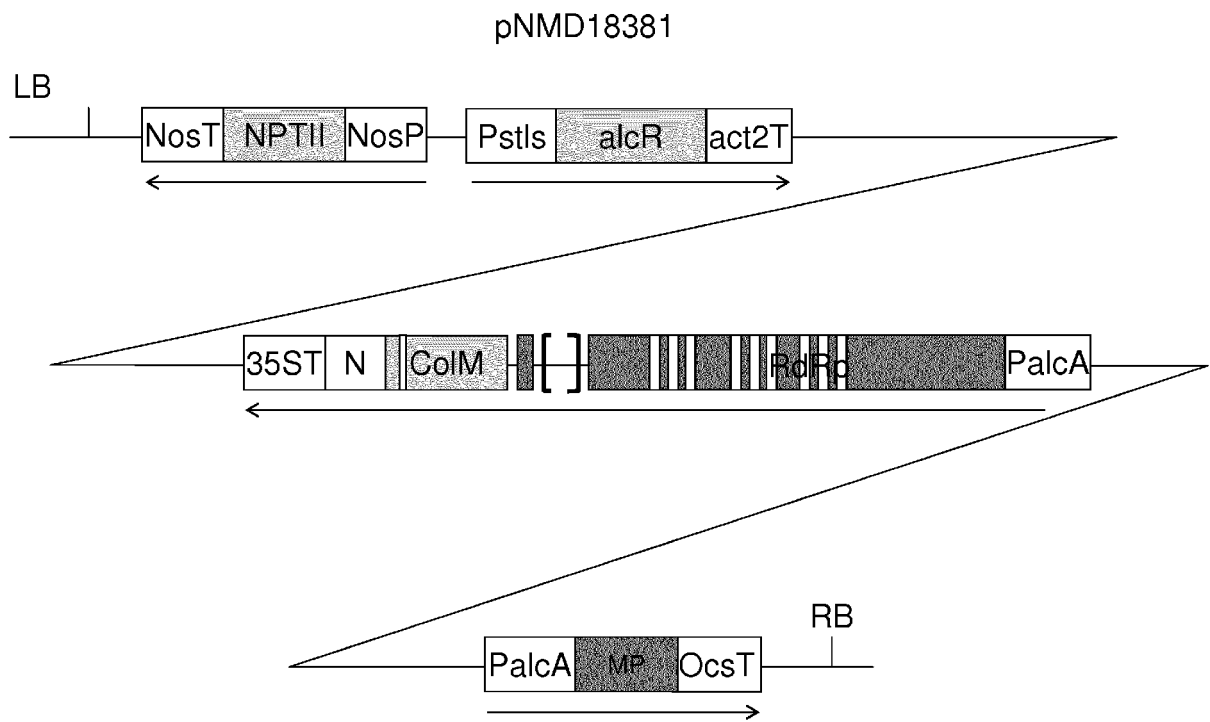 pNMD18381
LB
NosT NPTII NosP PstIs alcR act2T
35ST N ColM [ ] RdRp PalcA
RB
PalcA MP OcsT